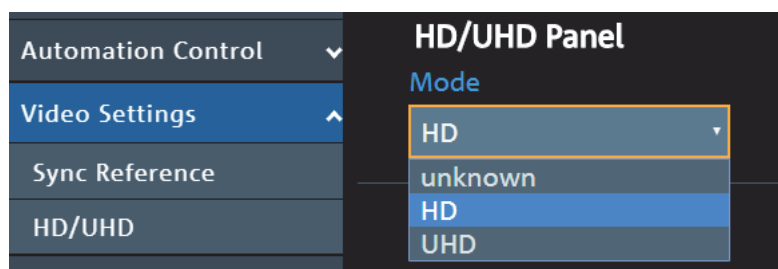 Automation Control
Video Settings
Sync Reference
HD/UHD
HD/UHD Panel
Mode
HD
unknown
HD
UHD